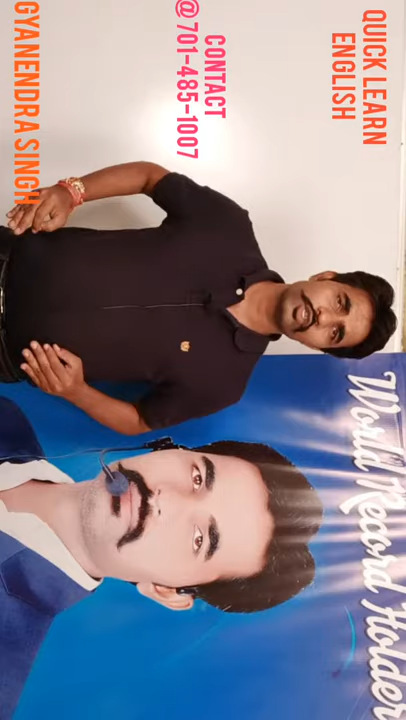 QUICK LEARN
ENGLISH
CONTACT
@701-485-1007
GYANENDRA SINGH
World Record Holder